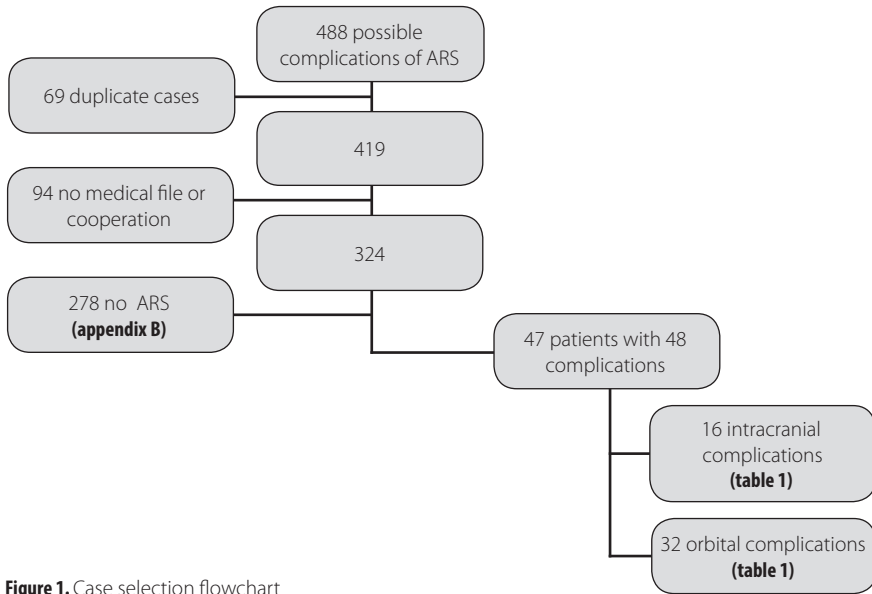 488 possible
complications of ARS
69 duplicate cases
419
94 no medical file or
cooperation
324
278 no ARS
(appendix B)
47 patients with 48
complications
16 intracranial
complications
(table 1)
32 orbital complications
(table 1)
Figure 1. Case selection flowchart